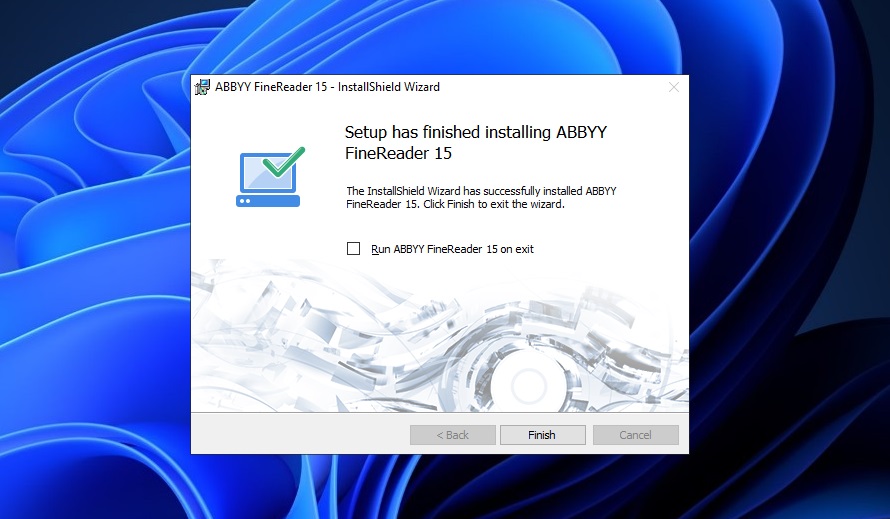 ABBYY FineReader 15 - InstallShield Wizard
Setup has finished installing ABBYY
FineReader 15
The InstallShield Wizard has successfully installed ABBYY
FineReader 15. Click Finish to exit the wizard.
Run ABBYY FineReader 15 on exit
< Back
Finish
Cancel